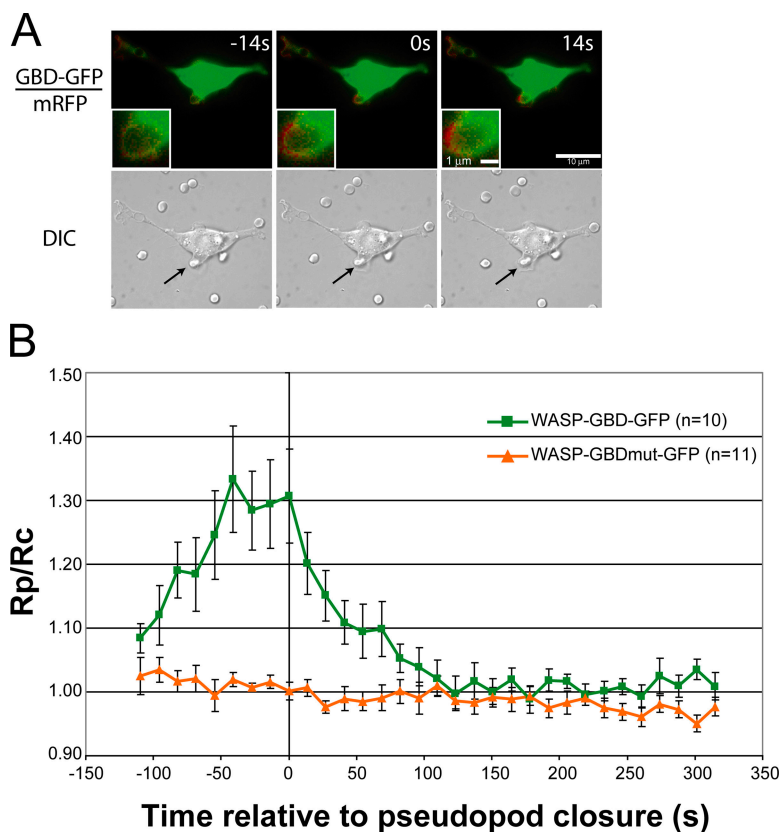 A
GBD-GFP
mRFP
-14s
0s
14s
1 μm
10 μm
DIC
B
1.50
1.40
1.30
1.20
1.10
1.00
0.90
Rp/Rc
WASP-GBD-GFP (n=10)
WASP-GBDmut-GFP (n=11)
-150
-100
-50
0
50
100
150
200
250
300
350
Time relative to pseudopod closure (s)